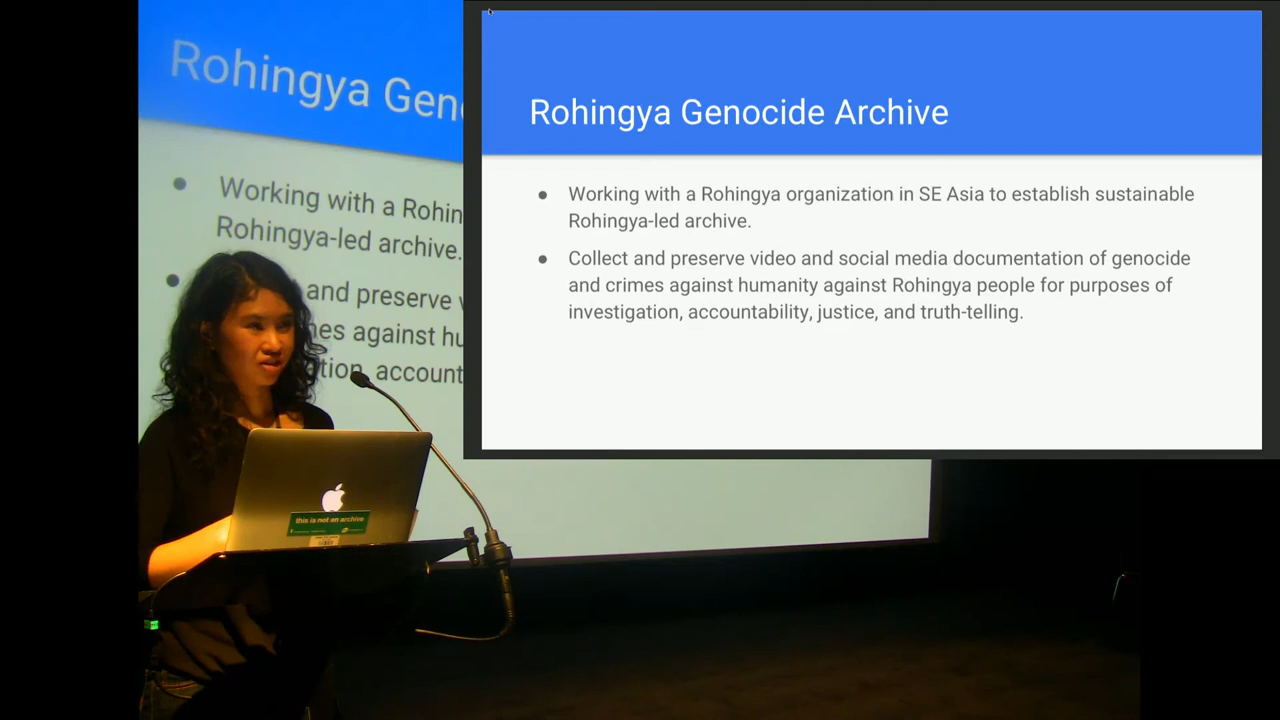 Rohingya Gen
Working with a Rohin
Rohingya-led archive.
and preserve
against hu
account
this is not an archive
Rohingya Genocide Archive
● Working with a Rohingya organization in SE Asia to establish sustainable
Rohingya-led archive.
● Collect and preserve video and social media documentation of genocide
and crimes against humanity against Rohingya people for purposes of
investigation, accountability, justice, and truth-telling.